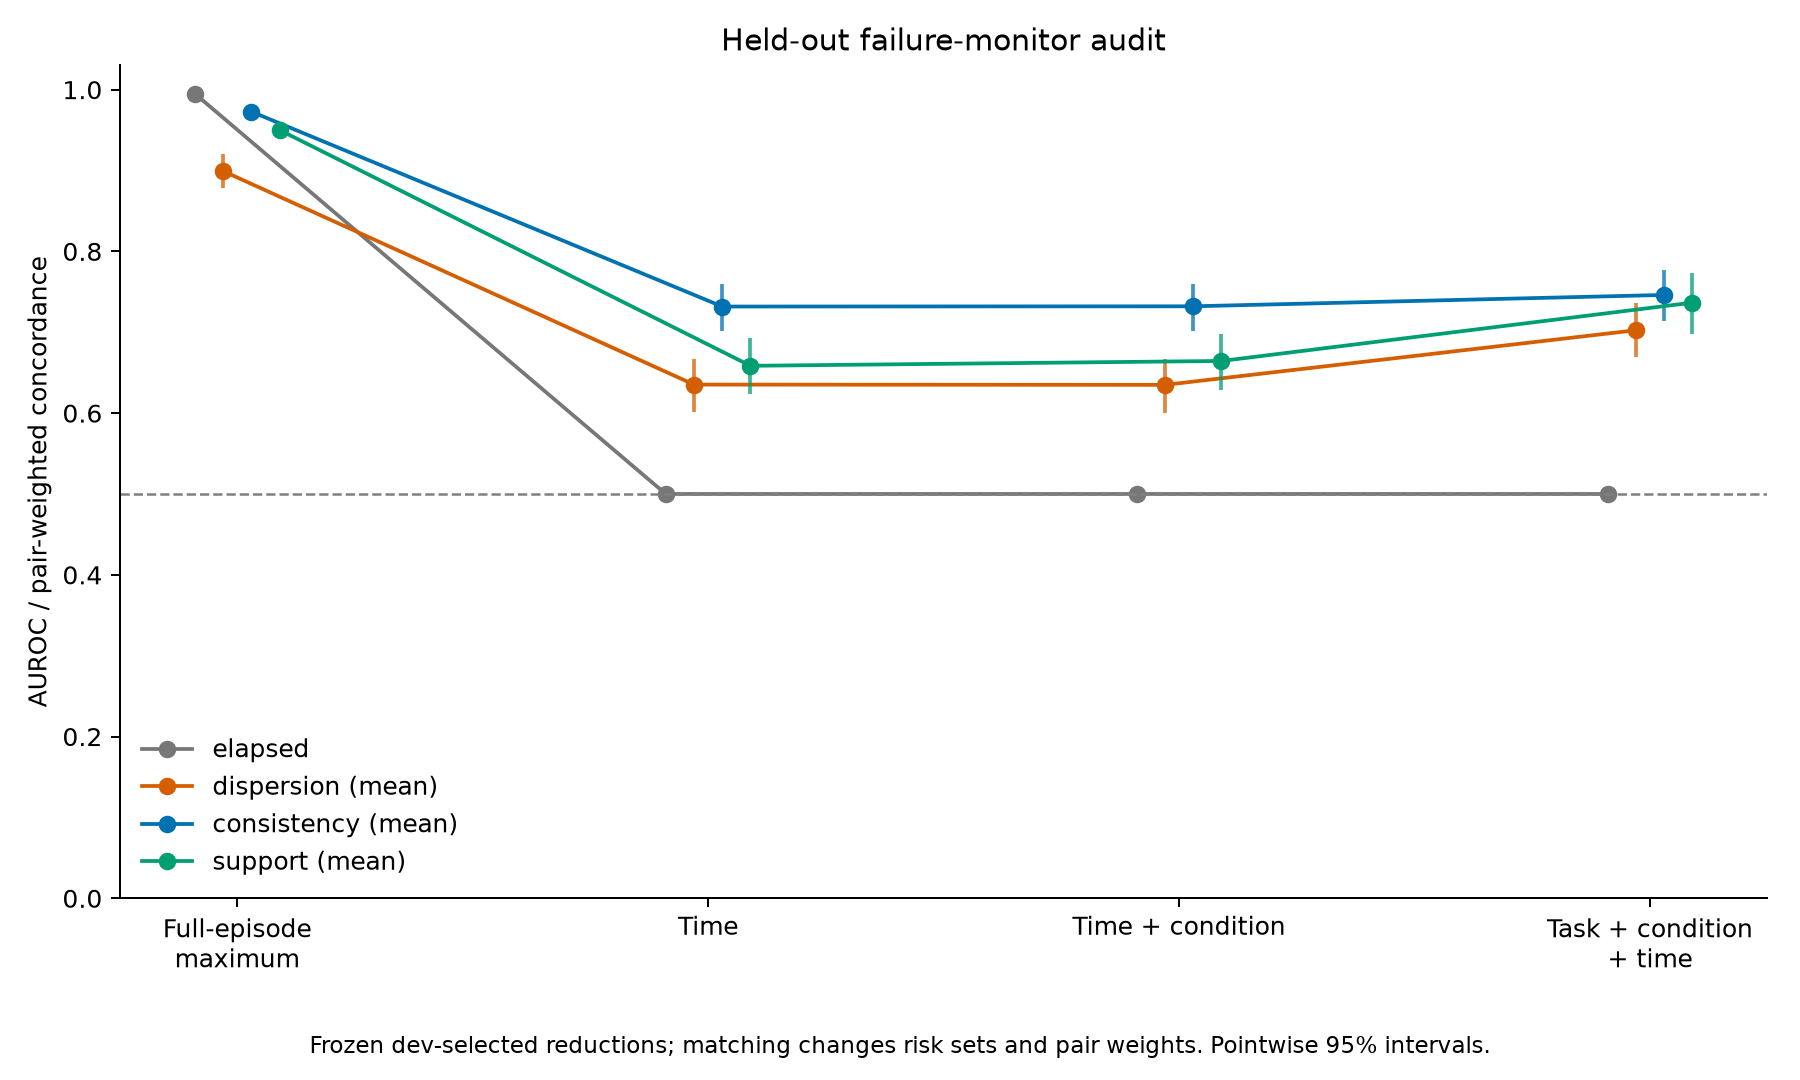 Held-out failure-monitor audit
AUROC / pair-weighted concordance
1.0
0.8
0.6
0.4
0.2
0.0
elapsed
dispersion (mean)
consistency (mean)
support (mean)
Full-episode
maximum
Time
Time + condition
Task + condition
+ time
Frozen dev-selected reductions; matching changes risk sets and pair weights. Pointwise 95% intervals.